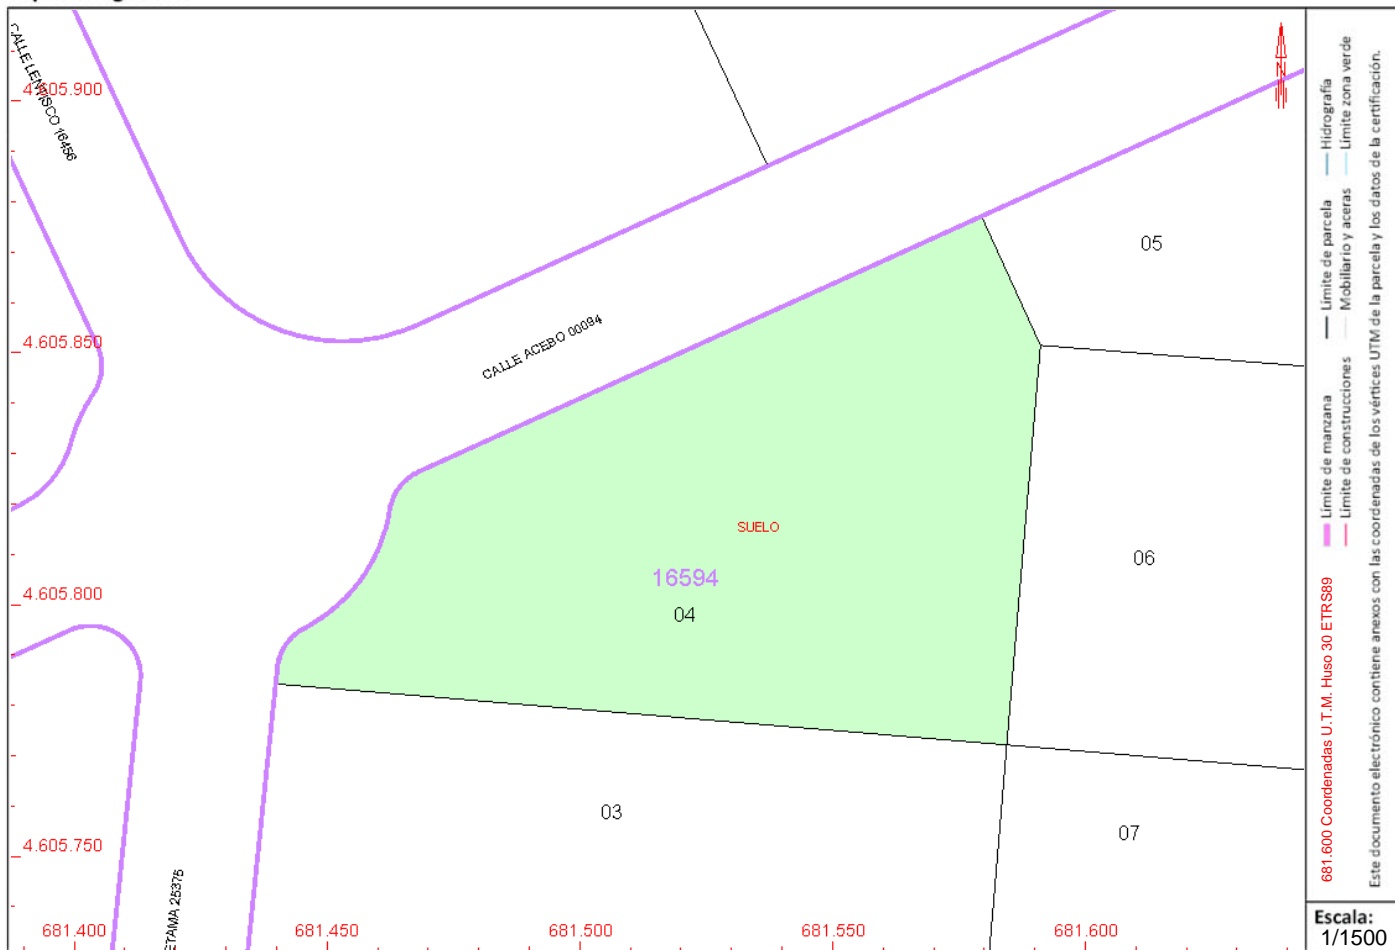 CALLE LENTISCO 16456
4.605.900
05
4.605.850
CALLE ACEBO 00094
SUELO
16594
06
04
4.605.800
03
07
4.605.750
ETAMA 25375
681.400
681.450
681.500
681.550
681.600
Límite de manzana
Límite de parcela
Hidrografía
Límite de construcciones
Mobiliario y aceras
Límite zona verde
681.600 Coordenadas U.T.M. Huso 30 ETRS89
Este documento electrónico contiene anexos con las coordenadas de los vértices UTM de la parcela y los datos de la certificación.
Escala:
1/1500